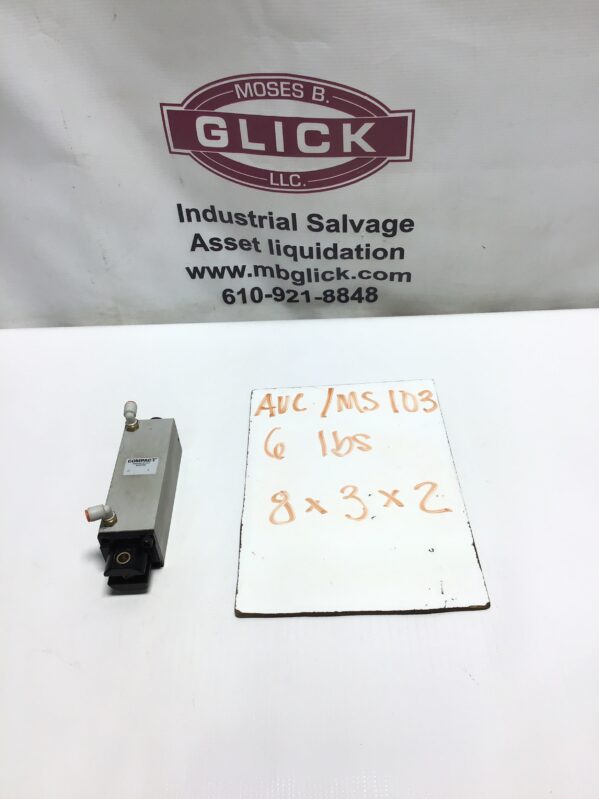 MOSES B.
GLICK
LLC.
Industrial Salvage
Asset liquidation
www.mbglick.com
610-921-8848
AVC/MS 103
6 lbs
8 x 3 x 2
COMPACT